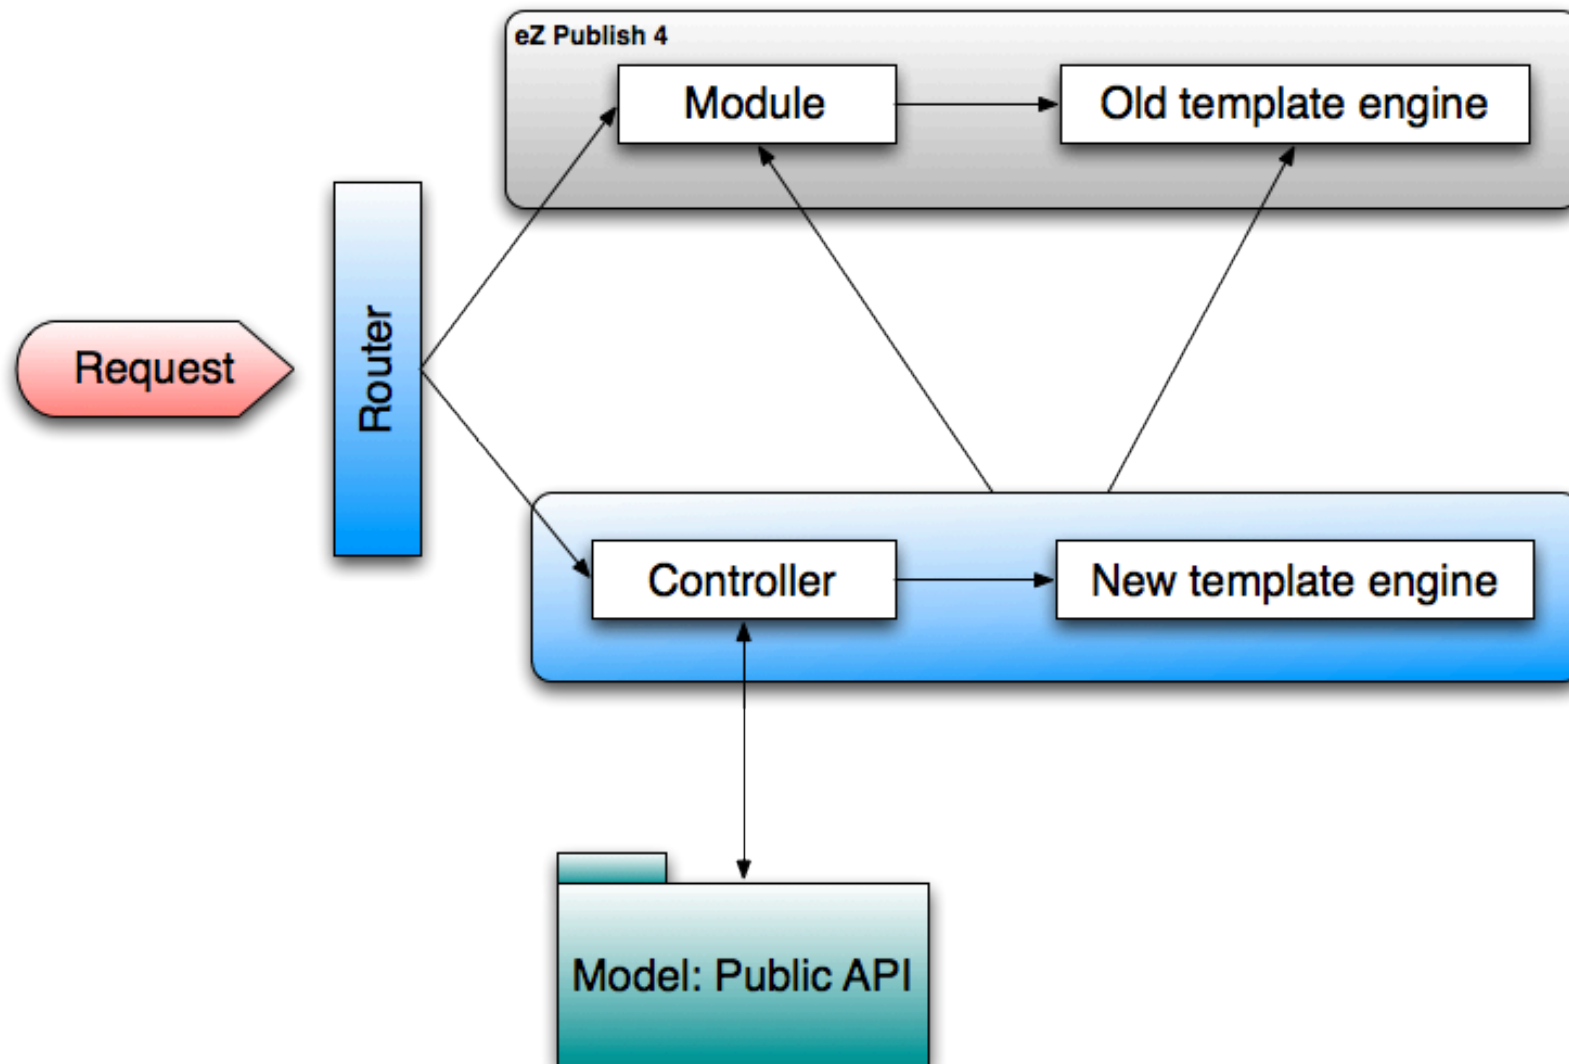 eZ Publish 4
Module
Old template engine
Request
Router
Controller
New template engine
Model: Public API